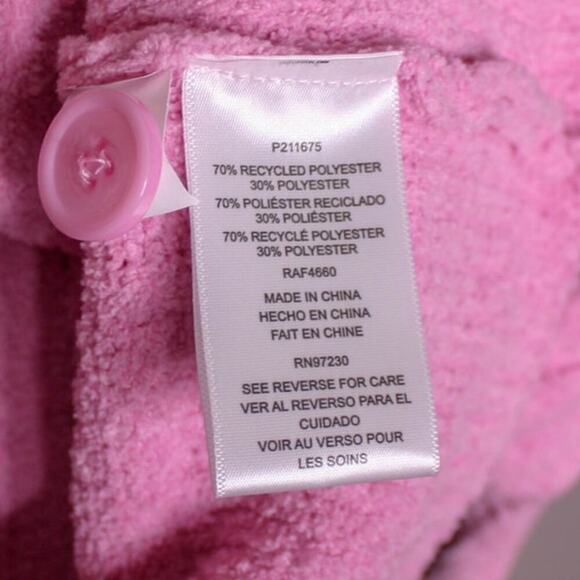 P211675
70% RECYCLED POLYESTER
30% POLYESTER
70% POLIÉSTER RECICLADO
30% POLIÉSTER
70% RECYCLÉ POLYESTER
30% POLYESTER
RAF4660
MADE IN CHINA
HECHO EN CHINA
FAIT EN CHINE
RN97230
SEE REVERSE FOR CARE
VER AL REVERSO PARA EL
CUIDADO
VOIR AU VERSO POUR
LES SOINS